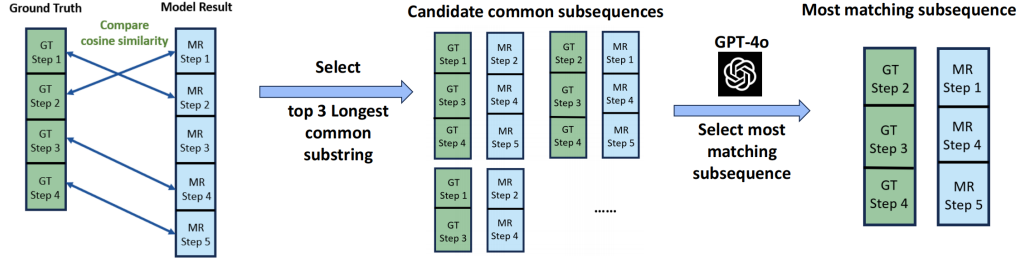 Ground Truth
Model Result
Compare
cosine similarity
GT
Step 1
GT
Step 2
GT
Step 3
GT
Step 4
MR
Step 1
MR
Step 2
MR
Step 3
MR
Step 4
MR
Step 5
Select
top 3 Longest
common
substring
Candidate common subsequences
GT
Step 1
GT
Step 3
GT
Step 4
MR
Step 2
MR
Step 4
MR
Step 5
GT
Step 2
GT
Step 3
GT
Step 4
MR
Step 1
MR
Step 4
MR
Step 5
GT
Step 1
GT
Step 3
MR
Step 2
MR
Step 4
......
GPT-4o
Select most
matching
subsequence
Most matching subsequence
GT
Step 2
GT
Step 3
GT
Step 4
MR
Step 1
MR
Step 4
MR
Step 5